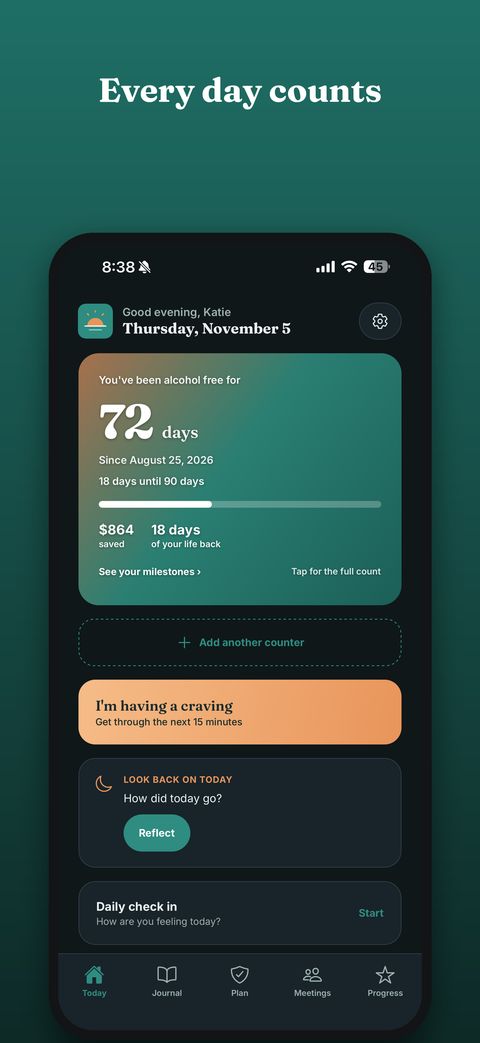 Every day counts
8:38
45
Good evening, Katie
Thursday, November 5
You've been alcohol free for
72 days
Since August 25, 2026
18 days until 90 days
$864
saved
18 days
of your life back
See your milestones ›
Tap for the full count
+ Add another counter
I'm having a craving
Get through the next 15 minutes
LOOK BACK ON TODAY
How did today go?
Reflect
Daily check in
How are you feeling today?
Start
Today
Journal
Plan
Meetings
Progress